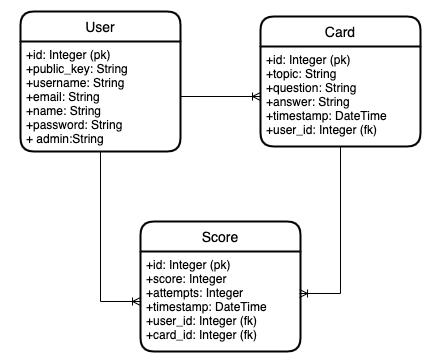 User
+id: Integer (pk)
+public_key: String
+username: String
+email: String
+name: String
+password: String
+ admin:String
Card
+id: Integer (pk)
+topic: String
+question: String
+answer: String
+timestamp: DateTime
+user_id: Integer (fk)
Score
+id: Integer (pk)
+score: Integer
+attempts: Integer
+timestamp: DateTime
+user_id: Integer (fk)
+card_id: Integer (fk)